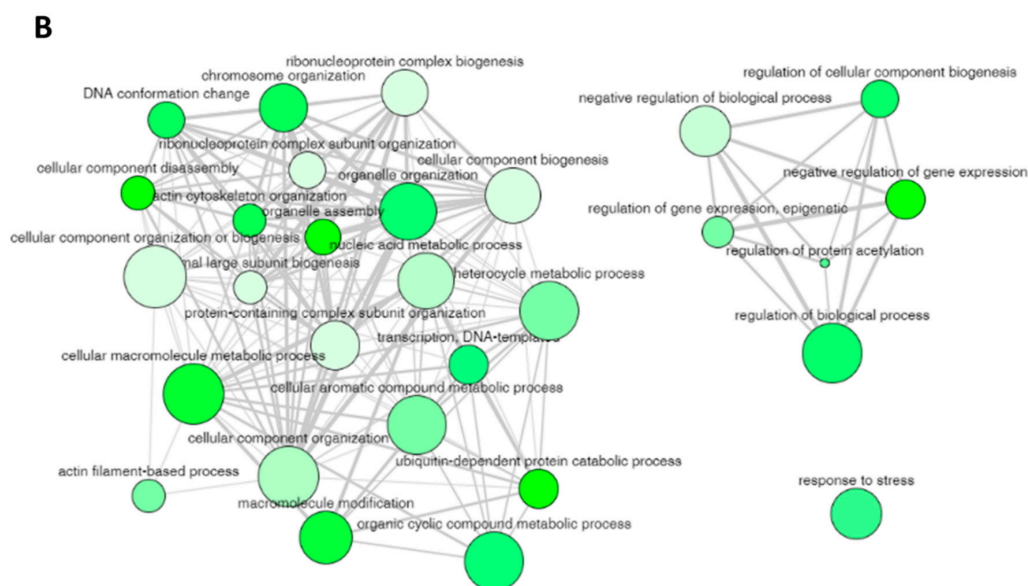 B
ribonucleoprotein complex biogenesis
chromosome organization
DNA conformation change
ribonucleoprotein complex subunit organization
cellular component biogenesis
cellular component disassembly
organelle organization
actin cytoskeleton organization
organelle assembly
cellular component organization or biogenesis
nucleic acid metabolic process
mal large subunit biogenesis
heterocycle metabolic process
protein-containing complex subunit organization
transcription, DNA-templated
cellular macromolecule metabolic process
cellular aromatic compound metabolic process
cellular component organization
ubiquitin-dependent protein catabolic process
actin filament-based process
macromolecule modification
organic cyclic compound metabolic process
regulation of cellular component biogenesis
negative regulation of biological process
negative regulation of gene expression
regulation of gene expression, epigenetic
regulation of protein acetylation
regulation of biological process
response to stress